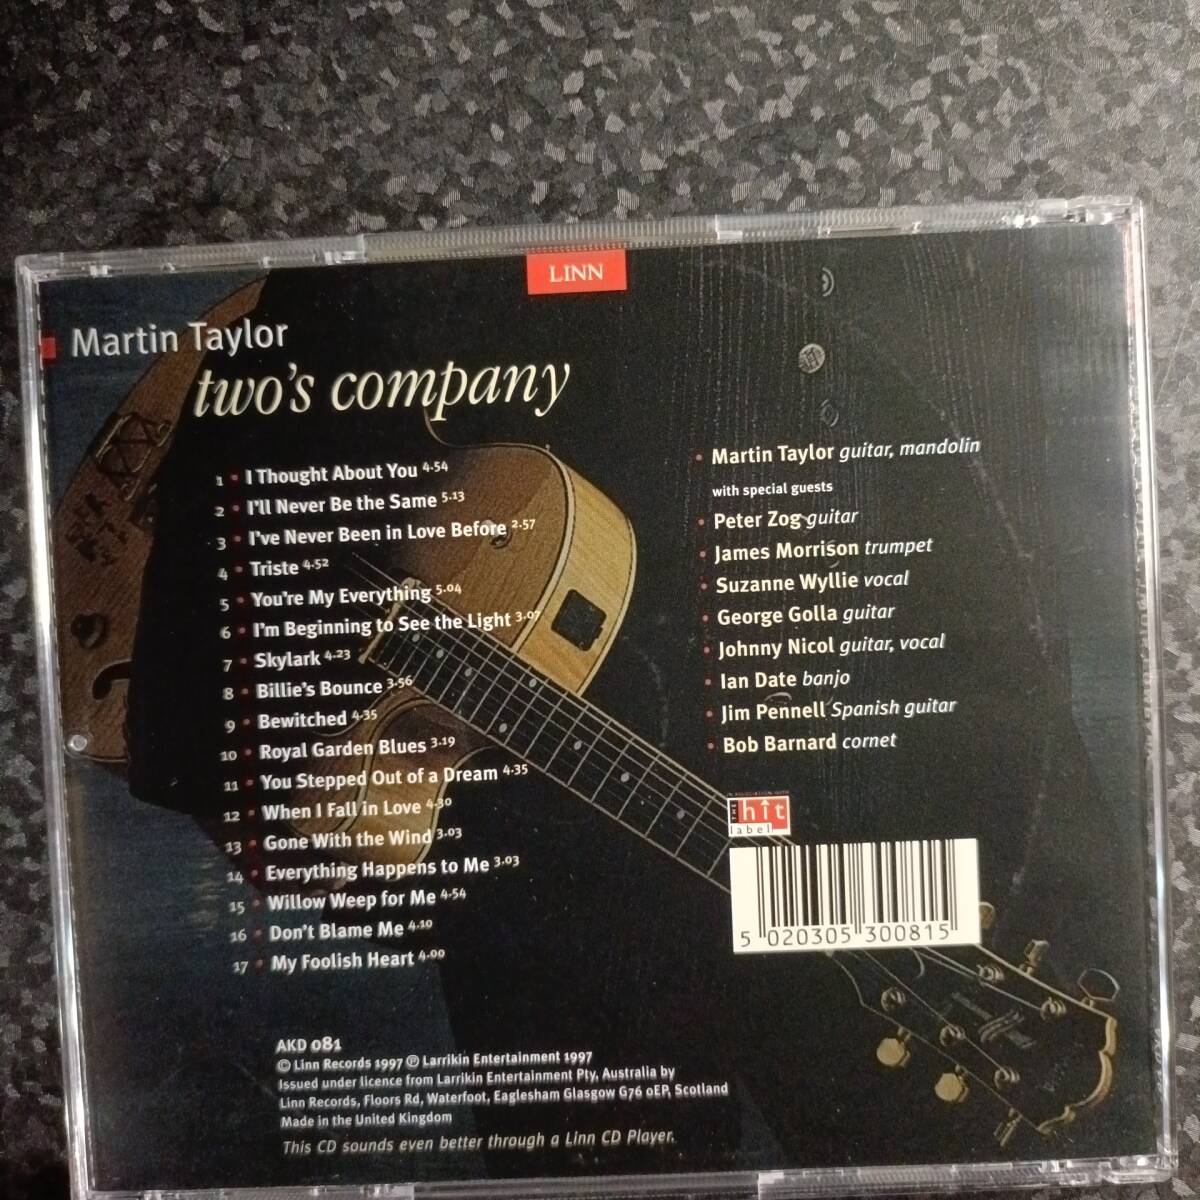 LINN
Martin Taylor
two's company
1 • I Thought About You 4.54
2 • I'll Never Be the Same 5.13
3 • I've Never Been in Love Before 2.57
4 • Triste 4.52
5 • You're My Everything 5.04
6 • I'm Beginning to See the Light 3.07
7 • Skylark 4.23
8 • Billie's Bounce 3.56
9 • Bewitched 4.35
10 • Royal Garden Blues 3.19
11 • You Stepped Out of a Dream 4.35
12 • When I Fall in Love 4.30
13 • Gone With the Wind 3.03
14 • Everything Happens to Me 3.03
15 • Willow Weep for Me 4.54
16 • Don't Blame Me 4.10
17 • My Foolish Heart 4.00
• Martin Taylor guitar, mandolin
with special guests
• Peter Zog guitar
• James Morrison trumpet
• Suzanne Wyllie vocal
• George Golla guitar
• Johnny Nicol guitar, vocal
• Ian Date banjo
• Jim Pennell Spanish guitar
• Bob Barnard cornet
IN ASSOCIATION WITH
THE hit
label
5 020305 300815
AKD 081
© Linn Records 1997 ℗ Larrikin Entertainment 1997
Issued under licence from Larrikin Entertainment Pty, Australia by
Linn Records, Floors Rd, Waterfoot, Eaglesham Glasgow G76 0EP, Scotland
Made in the United Kingdom
This CD sounds even better through a Linn CD Player.